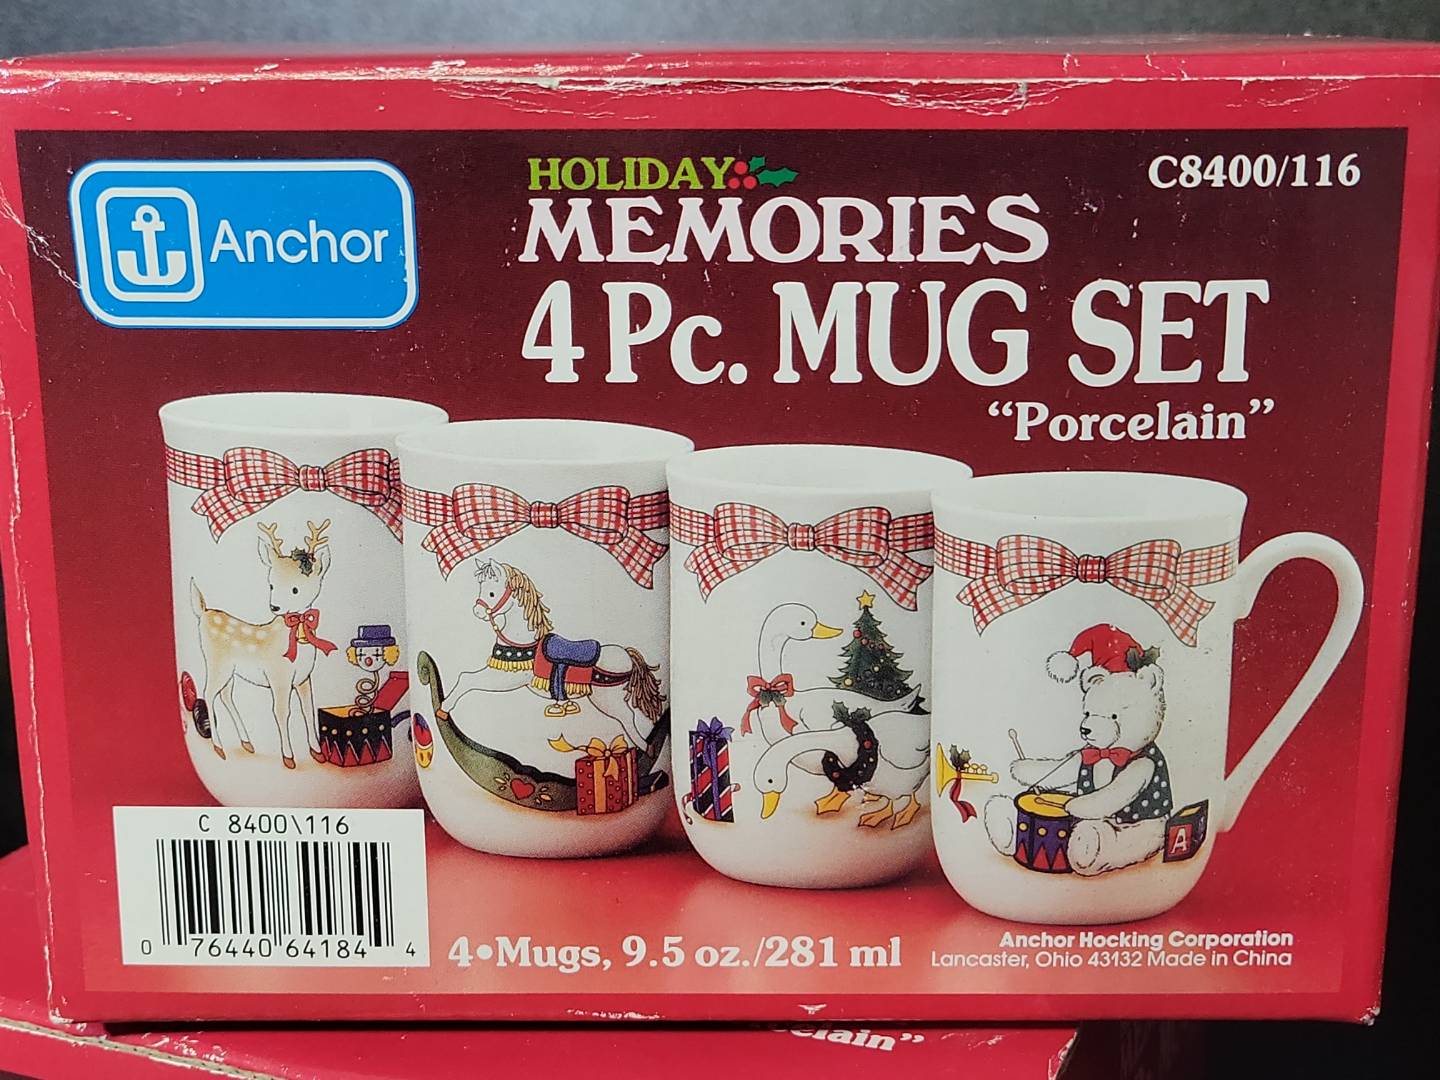 Anchor
HOLIDAY
MEMORIES
4 Pc. MUG SET
"Porcelain"
C8400/116
A
C 8400\116
0 76440 64184 4
4•Mugs, 9.5 oz./281 ml
Anchor Hocking Corporation
Lancaster, Ohio 43132 Made in China
elain"